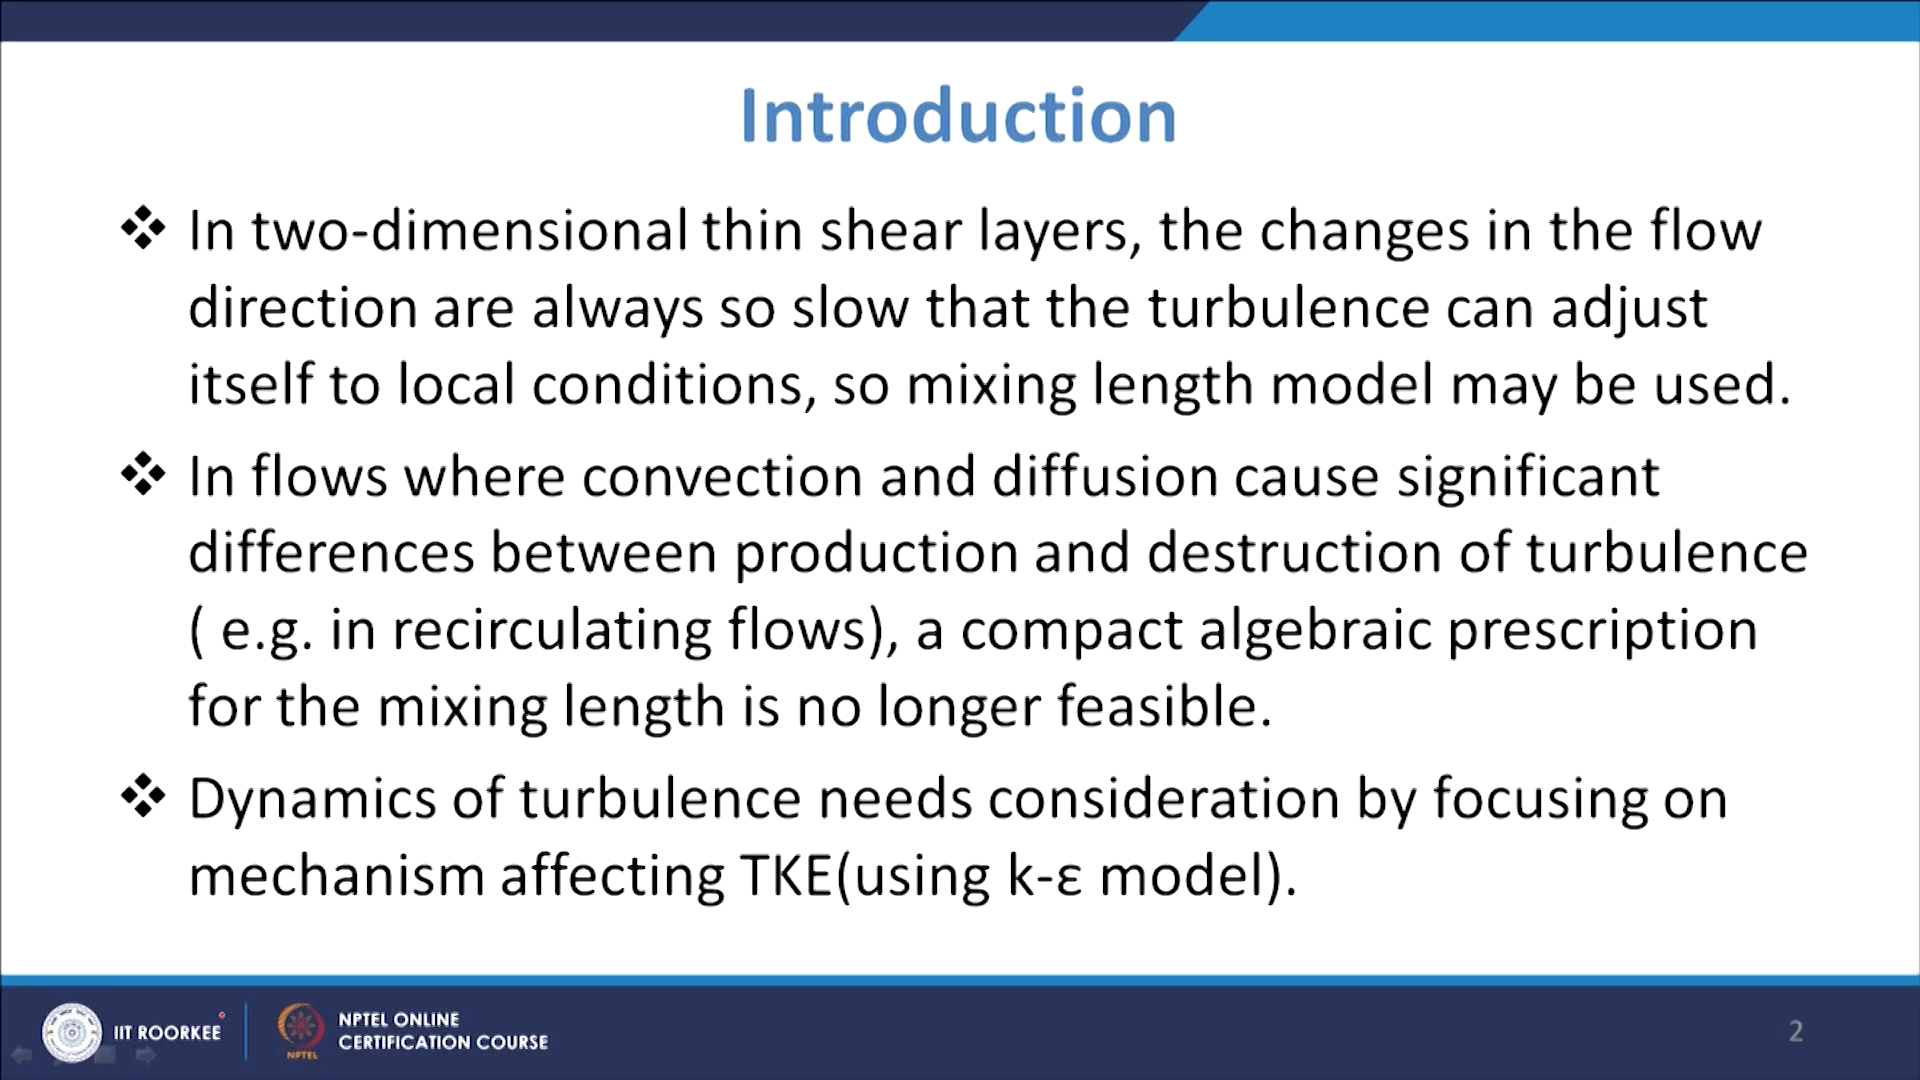 Introduction
❖ In two-dimensional thin shear layers, the changes in the flow
direction are always so slow that the turbulence can adjust
itself to local conditions, so mixing length model may be used.
❖ In flows where convection and diffusion cause significant
differences between production and destruction of turbulence
( e.g. in recirculating flows), a compact algebraic prescription
for the mixing length is no longer feasible.
❖ Dynamics of turbulence needs consideration by focusing on
mechanism affecting TKE(using k-ε model).
IIT ROORKEE
NPTEL
NPTEL ONLINE
CERTIFICATION COURSE
2